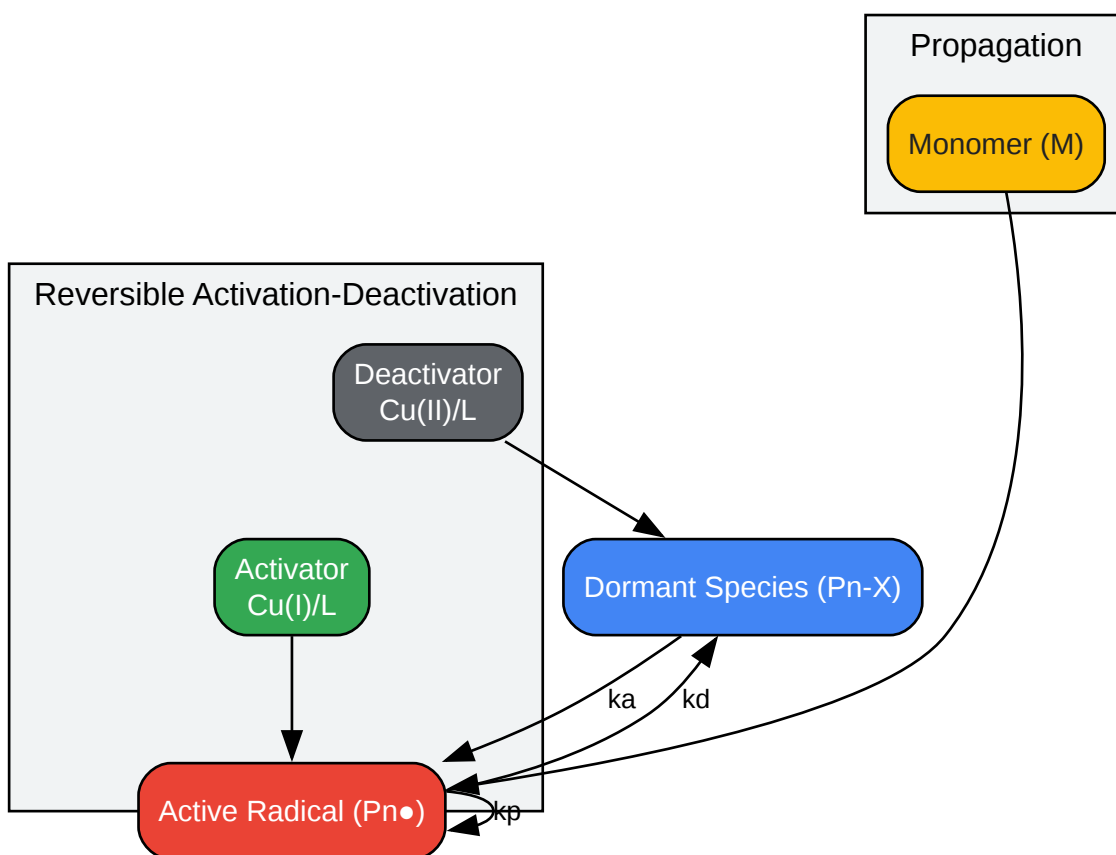 Propagation
Monomer (M)
Reversible Activation-Deactivation
Deactivator
Cu(II)/L
Activator
Cu(I)/L
Dormant Species (Pn-X)
ka
kd
Active Radical (Pn●)
kp